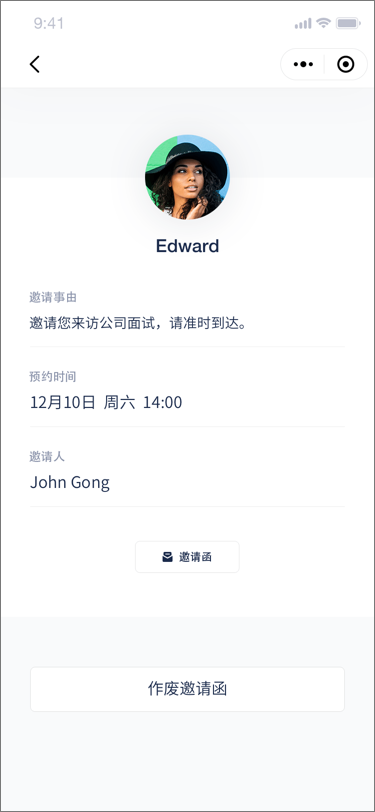 9:41
Edward
邀请事由
邀请您来访公司面试，请准时到达。
预约时间
12月10日 周六 14:00
邀请人
John Gong
邀请函
作废邀请函